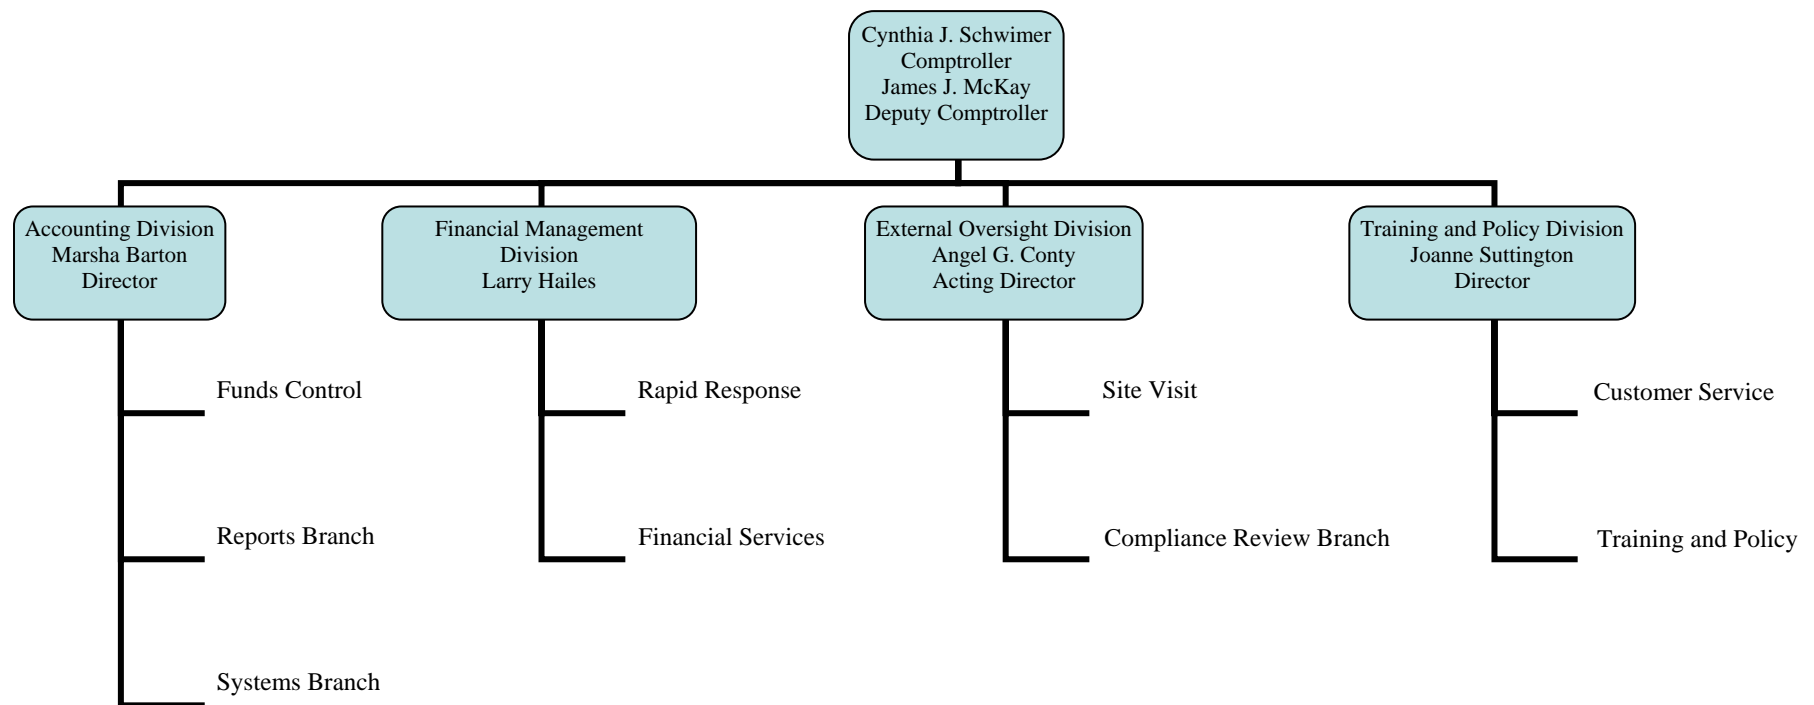 Cynthia J. Schwimer
Comptroller
James J. McKay
Deputy Comptroller
Accounting Division
Marsha Barton
Director
Financial Management
Division
Larry Hailes
External Oversight Division
Angel G. Conty
Acting Director
Training and Policy Division
Joanne Suttington
Director
Funds Control
Rapid Response
Site Visit
Customer Service
Reports Branch
Financial Services
Compliance Review Branch
Training and Policy
Systems Branch